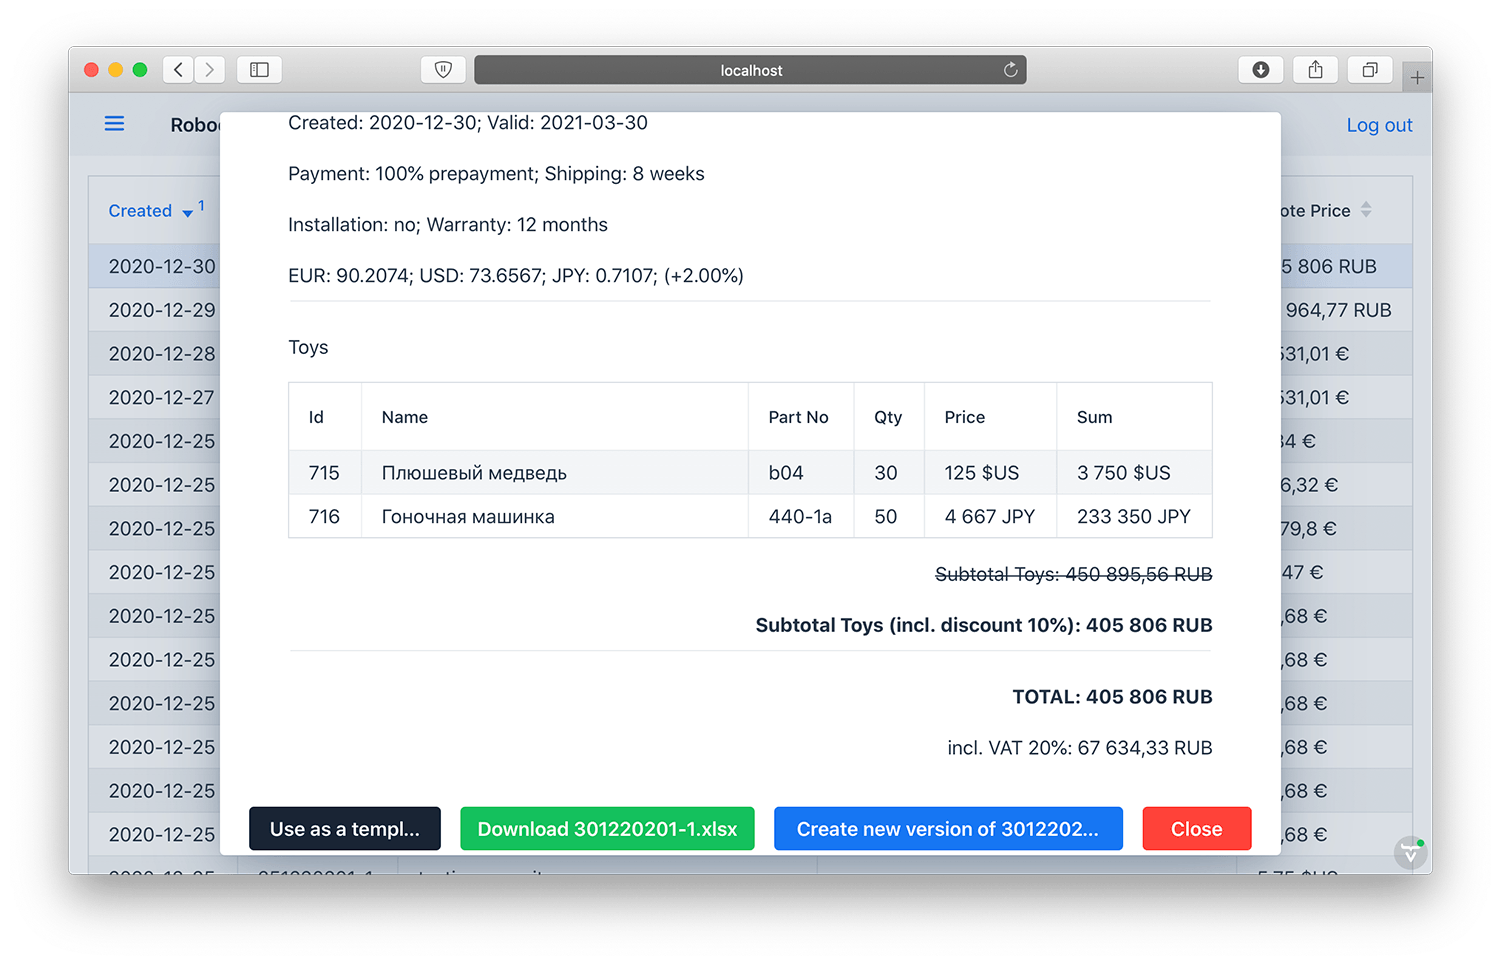 localhost
Log out
Created: 2020-12-30; Valid: 2021-03-30
Payment: 100% prepayment; Shipping: 8 weeks
Installation: no; Warranty: 12 months
EUR: 90.2074; USD: 73.6567; JPY: 0.7107; (+2.00%)
Toys
Id Name Part No Qty Price Sum
715 Плюшевый медведь b04 30 125 $US 3 750 $US
716 Гоночная машинка 440-1a 50 4 667 JPY 233 350 JPY
Subtotal Toys: 450 895,56 RUB
Subtotal Toys (incl. discount 10%): 405 806 RUB
TOTAL: 405 806 RUB
incl. VAT 20%: 67 634,33 RUB
Use as a templ... Download 301220201-1.xlsx Create new version of 3012202... Close
Created 1 Price
2020-12-30 5 806 RUB
2020-12-29 964,77 RUB
2020-12-28 531,01 €
2020-12-27 531,01 €
2020-12-25 34 €
2020-12-25 6,32 €
2020-12-25 79,8 €
2020-12-25 47 €
2020-12-25 ,68 €
2020-12-25 ,68 €
2020-12-25 ,68 €
2020-12-25 ,68 €
2020-12-25 ,68 €
2020-12-25 ,68 €